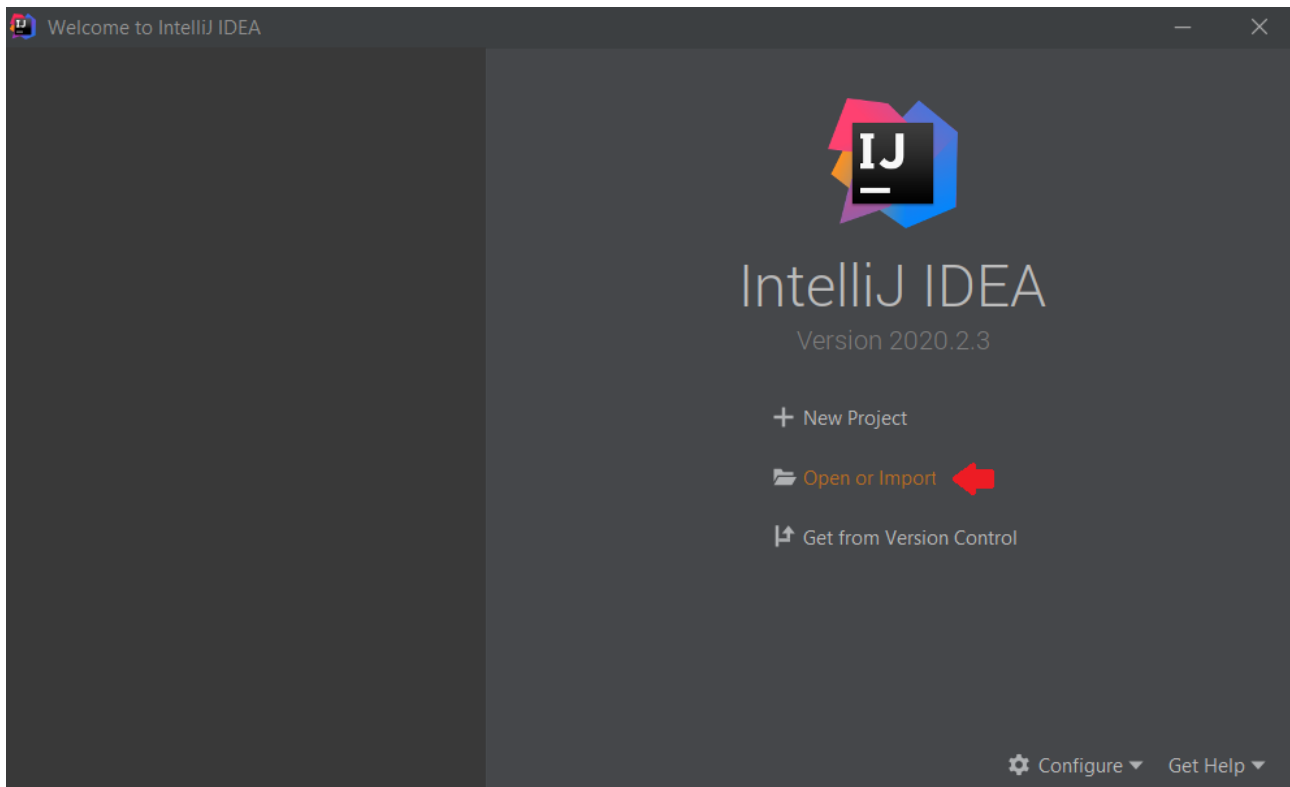 Welcome to IntelliJ IDEA
IJ
IntelliJ IDEA
Version 2020.2.3
New Project
Open or Import
Get from Version Control
Configure
Get Help